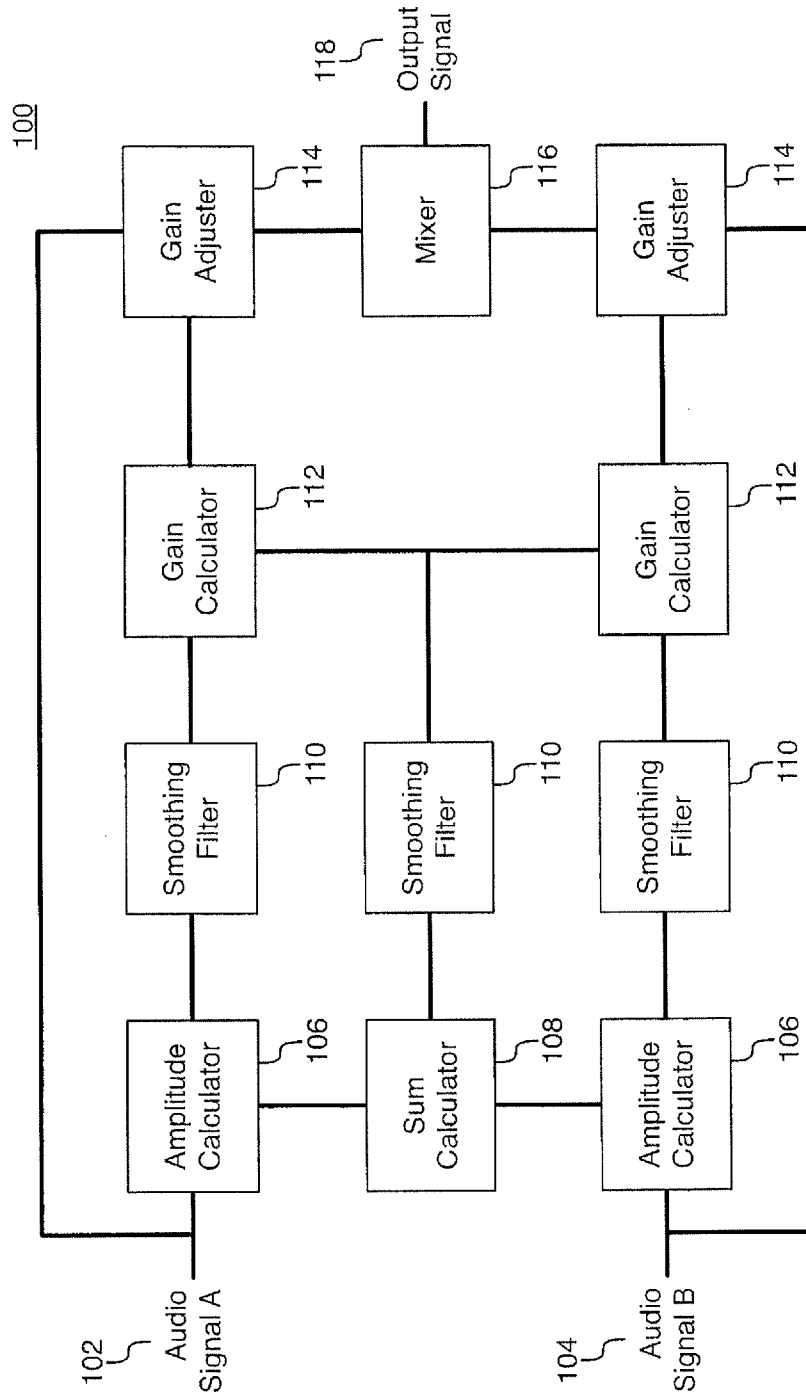 100
102
Audio
Signal A
Amplitude
Calculator
106
Smoothing
Filter
110
Gain
Calculator
112
Gain
Adjuster
114
Sum
Calculator
108
Smoothing
Filter
110
Mixer
116
118
Output
Signal
104
Audio
Signal B
Amplitude
Calculator
106
Smoothing
Filter
110
Gain
Calculator
112
Gain
Adjuster
114